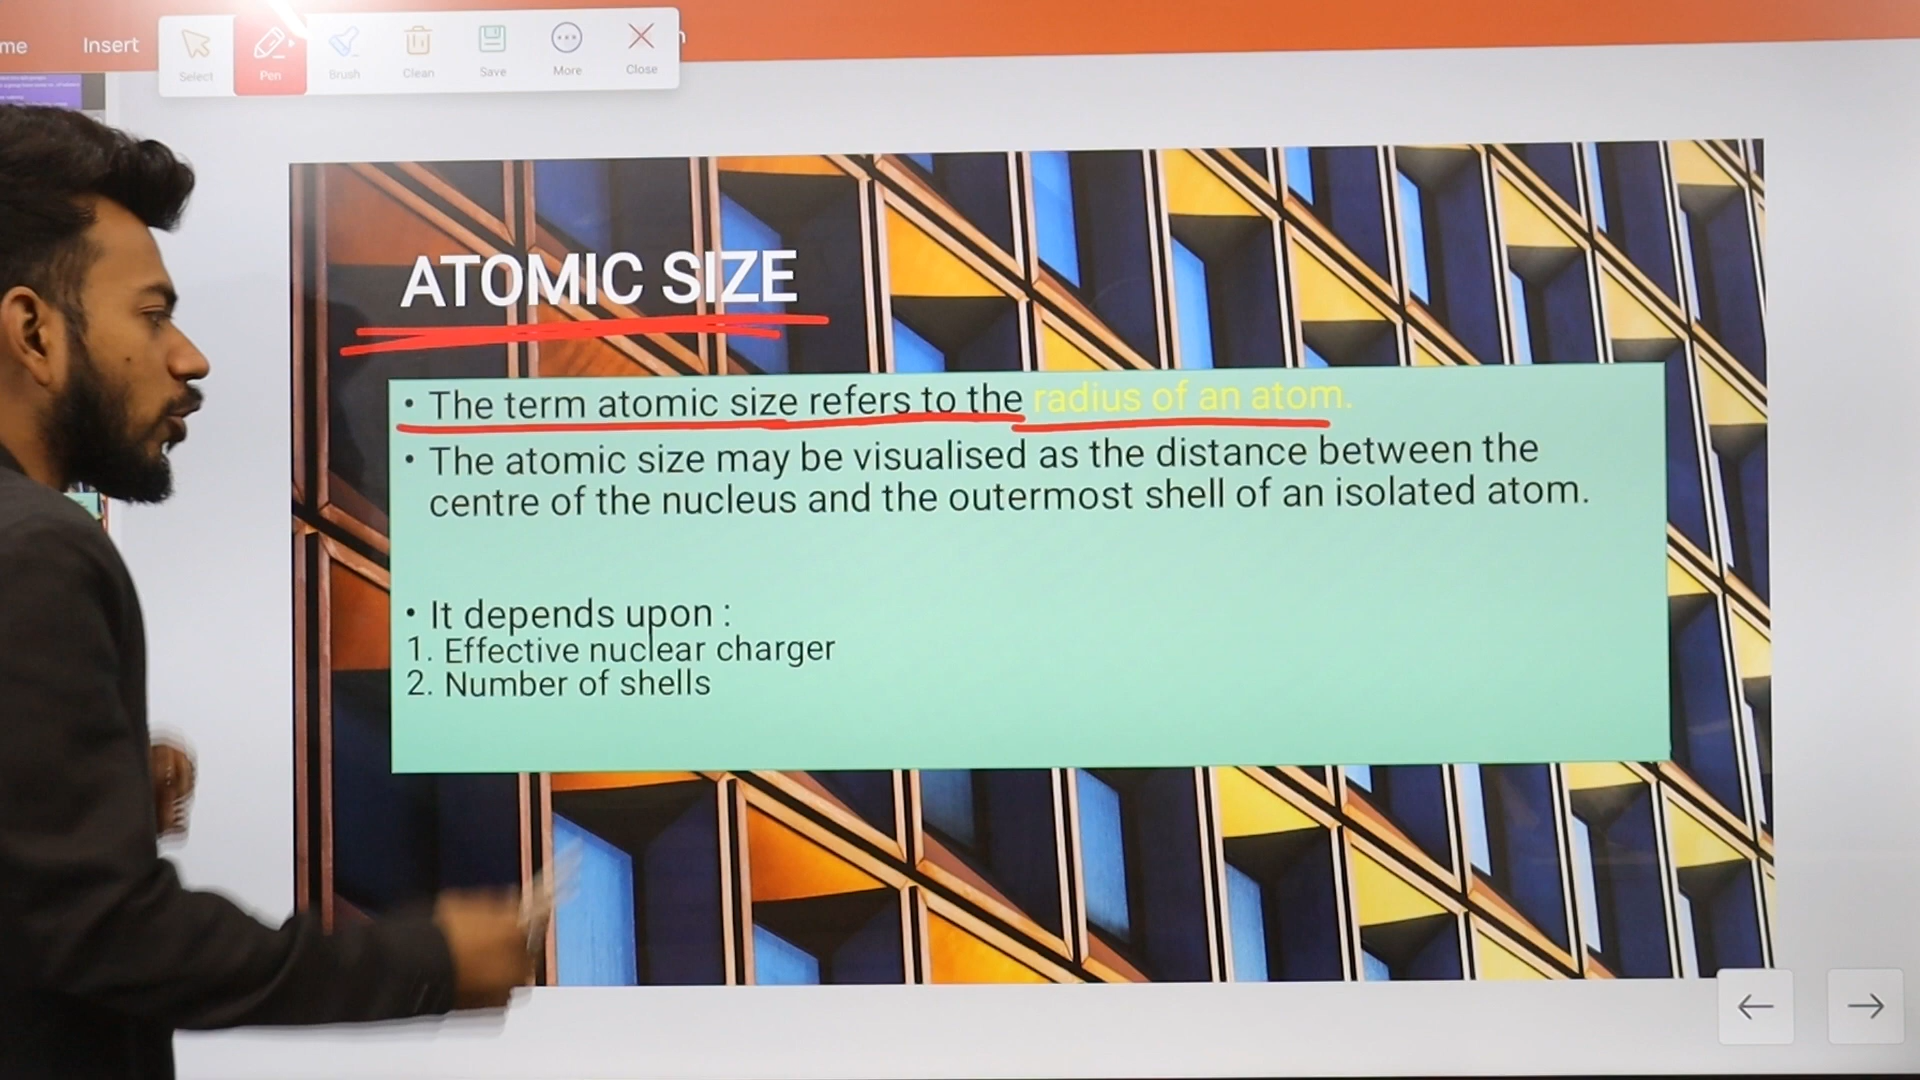 me Insert
Select Pen Brush Clean Save More Close
ATOMIC SIZE
• The term atomic size refers to the radius of an atom.
• The atomic size may be visualised as the distance between the
centre of the nucleus and the outermost shell of an isolated atom.
• It depends upon :
1. Effective nuclear charger
2. Number of shells